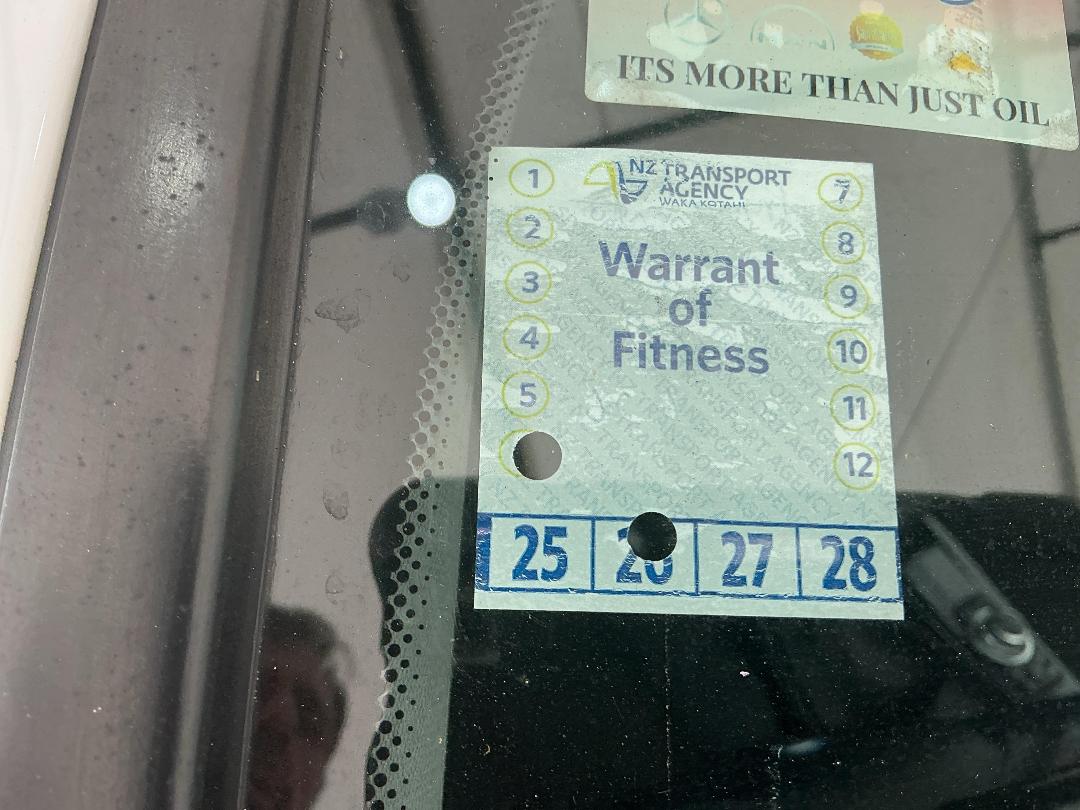 ITS MORE THAN JUST OIL
NZ TRANSPORT
AGENCY
WAKA KOTAHI
Warrant
of
Fitness
1
2
3
4
5
7
8
9
10
11
12
25 26 27 28